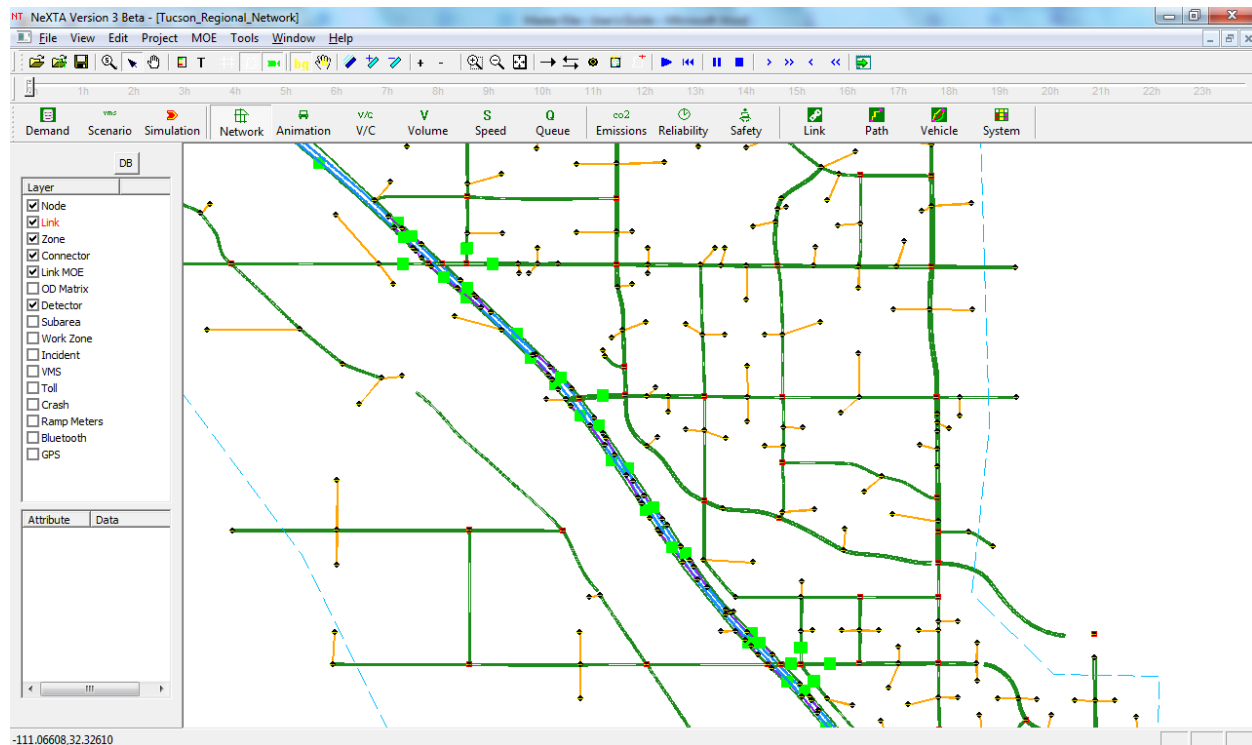 NT NeXTA Version 3 Beta - [Tucson_Regional_Network]
File View Edit Project MOE Tools Window Help
T bg + -
1h 2h 3h 4h 5h 6h 7h 8h 9h 10h 11h 12h 13h 14h 15h 16h 17h 18h 19h 20h 21h 22h 23h
vms V/C V S Q co2
Demand Scenario Simulation Network Animation V/C Volume Speed Queue Emissions Reliability Safety Link Path Vehicle System
DB
Layer
Node
Link
Zone
Connector
Link MOE
OD Matrix
Detector
Subarea
Work Zone
Incident
VMS
Toll
Crash
Ramp Meters
Bluetooth
GPS
Attribute Data
-111.06608,32.32610